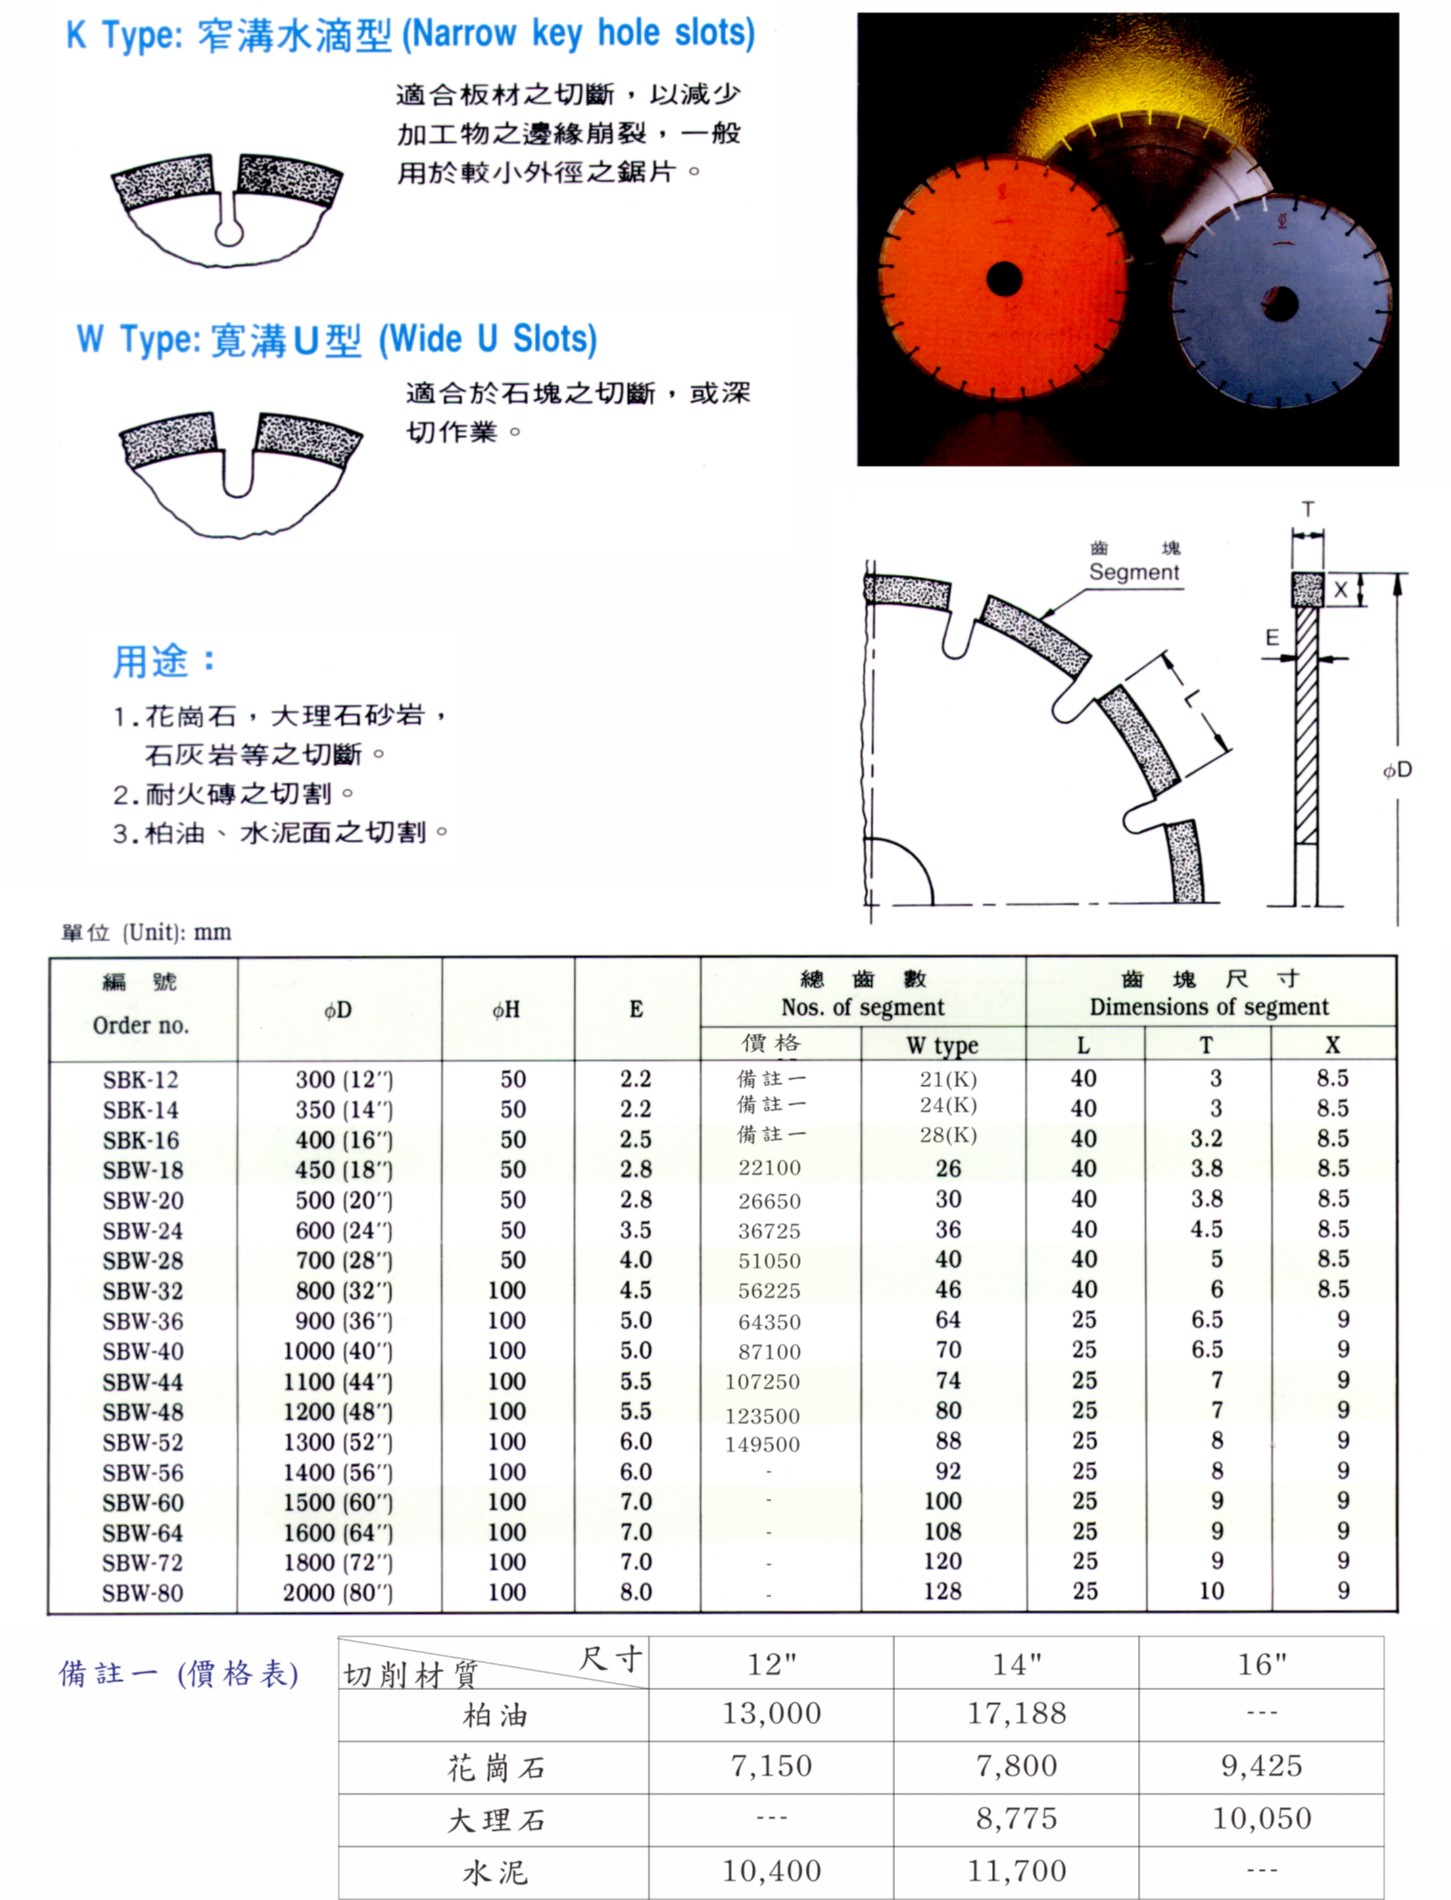 K Type: 窄溝水滴型 (Narrow key hole slots)
適合板材之切斷，以減少
加工物之邊緣崩裂，一般
用於較小外徑之鋸片。
W Type: 寬溝U型 (Wide U Slots)
適合於石塊之切斷，或深
切作業。
用途：
1.花崗石，大理石砂岩，
石灰岩等之切斷。
2.耐火磚之切割。
3.柏油、水泥面之切割。
齒 塊
Segment
L
T
X
E
φD
單位 (Unit): mm
編 號 φD φH E 總 齒 數 齒 塊 尺 寸
Order no. Nos. of segment Dimensions of segment
價格 W type L T X
SBK-12 300 (12″) 50 2.2 備註一 21(K) 40 3 8.5
SBK-14 350 (14″) 50 2.2 備註一 24(K) 40 3 8.5
SBK-16 400 (16″) 50 2.5 備註一 28(K) 40 3.2 8.5
SBW-18 450 (18″) 50 2.8 22100 26 40 3.8 8.5
SBW-20 500 (20″) 50 2.8 26650 30 40 3.8 8.5
SBW-24 600 (24″) 50 3.5 36725 36 40 4.5 8.5
SBW-28 700 (28″) 50 4.0 51050 40 40 5 8.5
SBW-32 800 (32″) 100 4.5 56225 46 40 6 8.5
SBW-36 900 (36″) 100 5.0 64350 64 25 6.5 9
SBW-40 1000 (40″) 100 5.0 87100 70 25 6.5 9
SBW-44 1100 (44″) 100 5.5 107250 74 25 7 9
SBW-48 1200 (48″) 100 5.5 123500 80 25 7 9
SBW-52 1300 (52″) 100 6.0 149500 88 25 8 9
SBW-56 1400 (56″) 100 6.0 - 92 25 8 9
SBW-60 1500 (60″) 100 7.0 - 100 25 9 9
SBW-64 1600 (64″) 100 7.0 - 108 25 9 9
SBW-72 1800 (72″) 100 7.0 - 120 25 9 9
SBW-80 2000 (80″) 100 8.0 - 128 25 10 9
備註一 (價格表)
切削材質 尺寸 12" 14" 16"
柏油 13,000 17,188 ---
花崗石 7,150 7,800 9,425
大理石 --- 8,775 10,050
水泥 10,400 11,700 ---